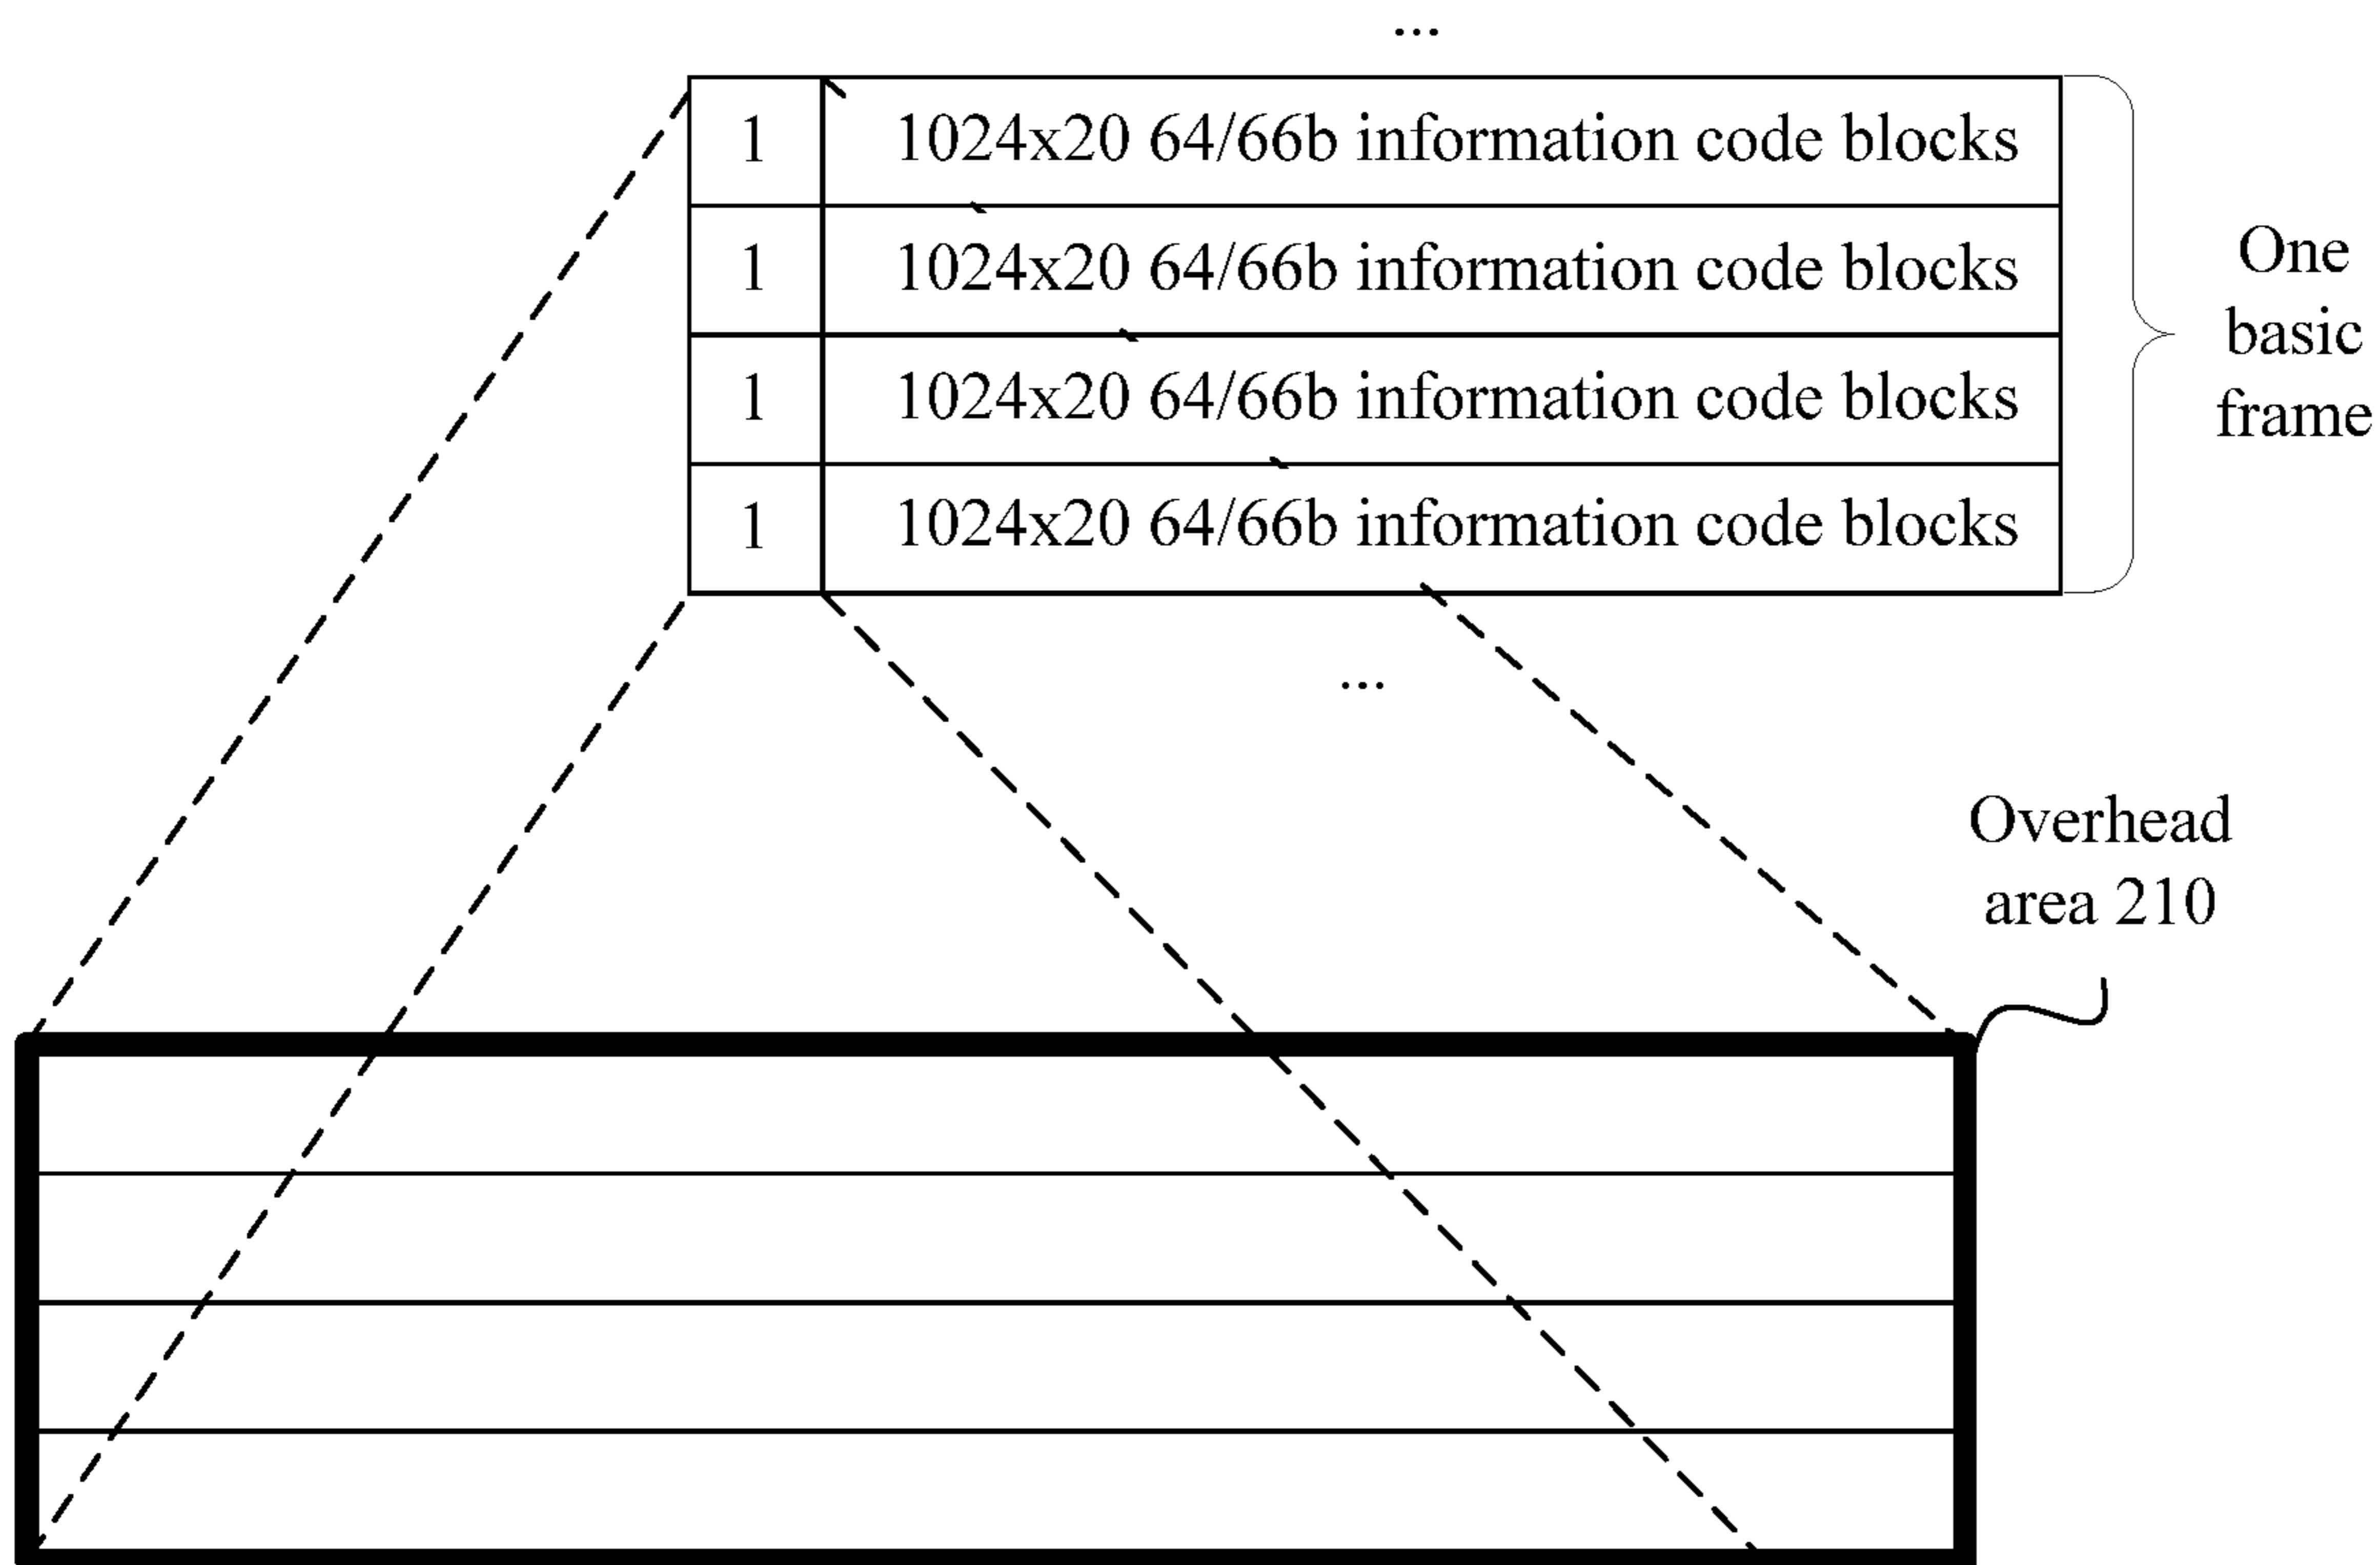 ...
1 1024x20 64/66b information code blocks
1 1024x20 64/66b information code blocks
1 1024x20 64/66b information code blocks
1 1024x20 64/66b information code blocks
One
basic
frame
...
Overhead
area 210